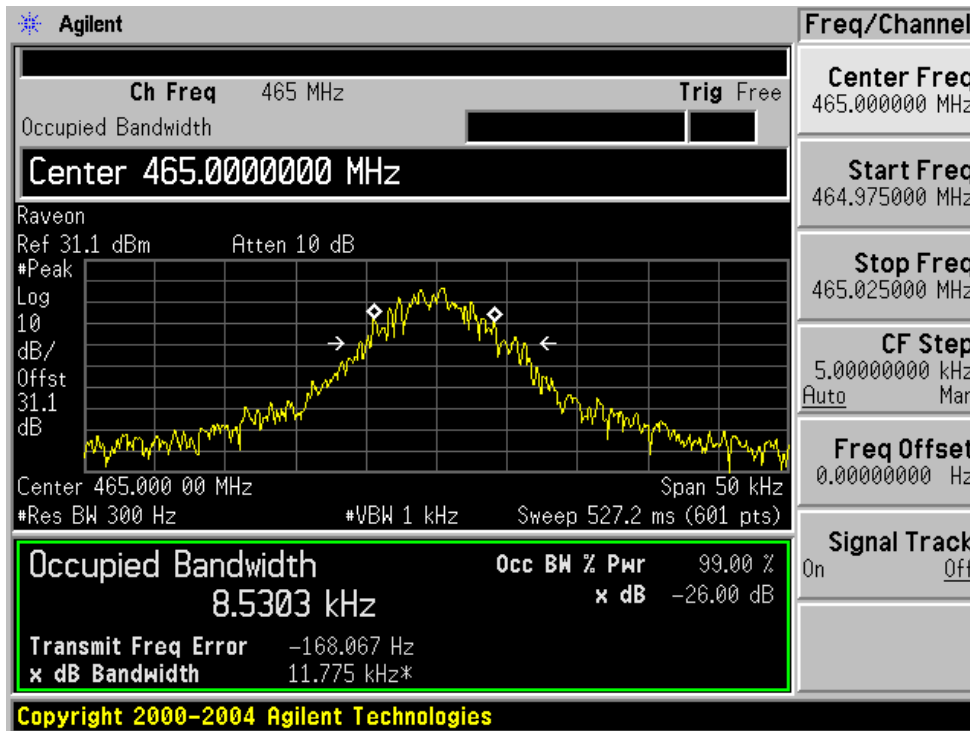 Agilent
Freq/Channel
Ch Freq 465 MHz Trig Free
Occupied Bandwidth
Center 465.0000000 MHz
Raveon
Ref 31.1 dBm Atten 10 dB
#Peak
Log
10
dB/
Offst
31.1
dB
Center 465.000 00 MHz Span 50 kHz
#Res BW 300 Hz #VBW 1 kHz Sweep 527.2 ms (601 pts)
Occupied Bandwidth
8.5303 kHz
Occ BW % Pwr 99.00 %
x dB -26.00 dB
Transmit Freq Error -168.067 Hz
x dB Bandwidth 11.775 kHz*
Copyright 2000-2004 Agilent Technologies
Center Freq
465.000000 MHz
Start Freq
464.975000 MHz
Stop Freq
465.025000 MHz
CF Step
5.00000000 kHz
Auto Man
Freq Offset
0.00000000 Hz
Signal Track
On Off